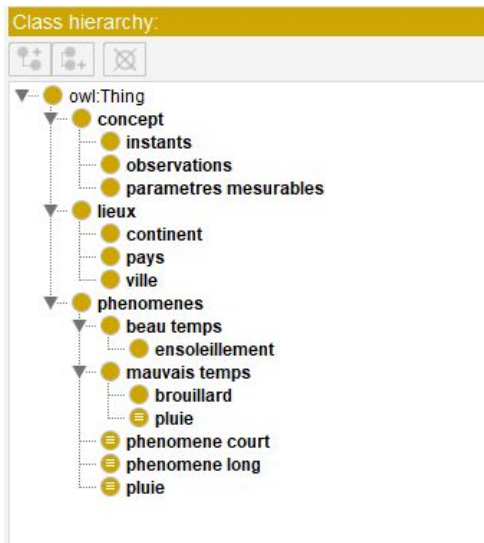 Class hierarchy:
owl:Thing
concept
instants
observations
parametres mesurables
lieux
continent
pays
ville
phenomenes
beau temps
ensoleillement
mauvais temps
brouillard
pluie
phenomene court
phenomene long
pluie